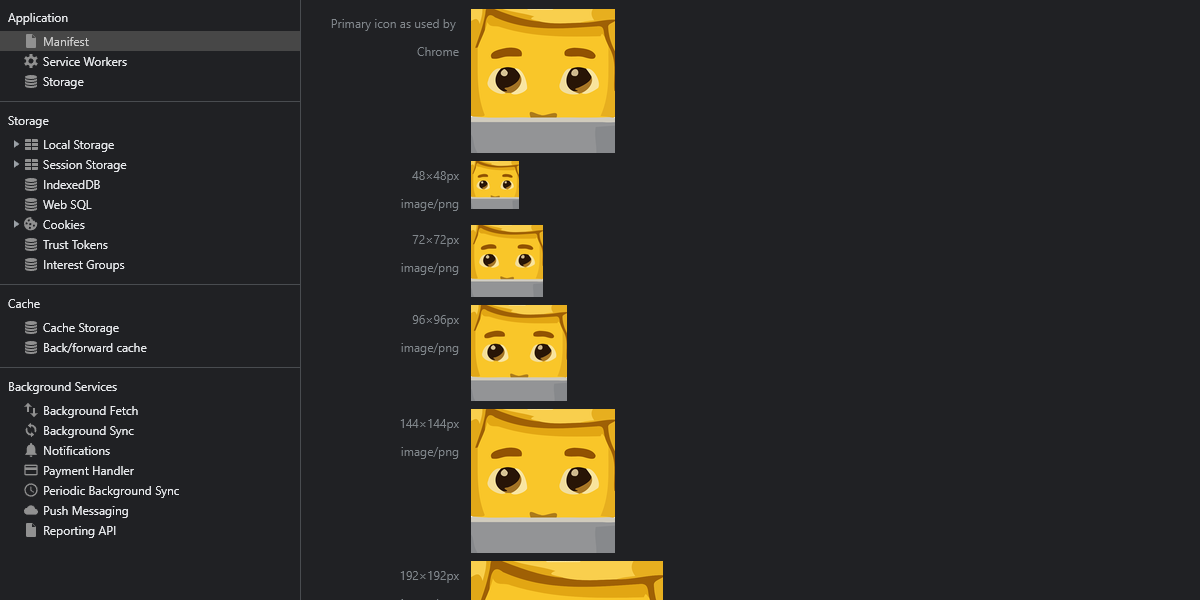 Application
Manifest
Service Workers
Storage
Storage
Local Storage
Session Storage
IndexedDB
Web SQL
Cookies
Trust Tokens
Interest Groups
Cache
Cache Storage
Back/forward cache
Background Services
Background Fetch
Background Sync
Notifications
Payment Handler
Periodic Background Sync
Push Messaging
Reporting API
Primary icon as used by
Chrome
48×48px
image/png
72×72px
image/png
96×96px
image/png
144×144px
image/png
192×192px